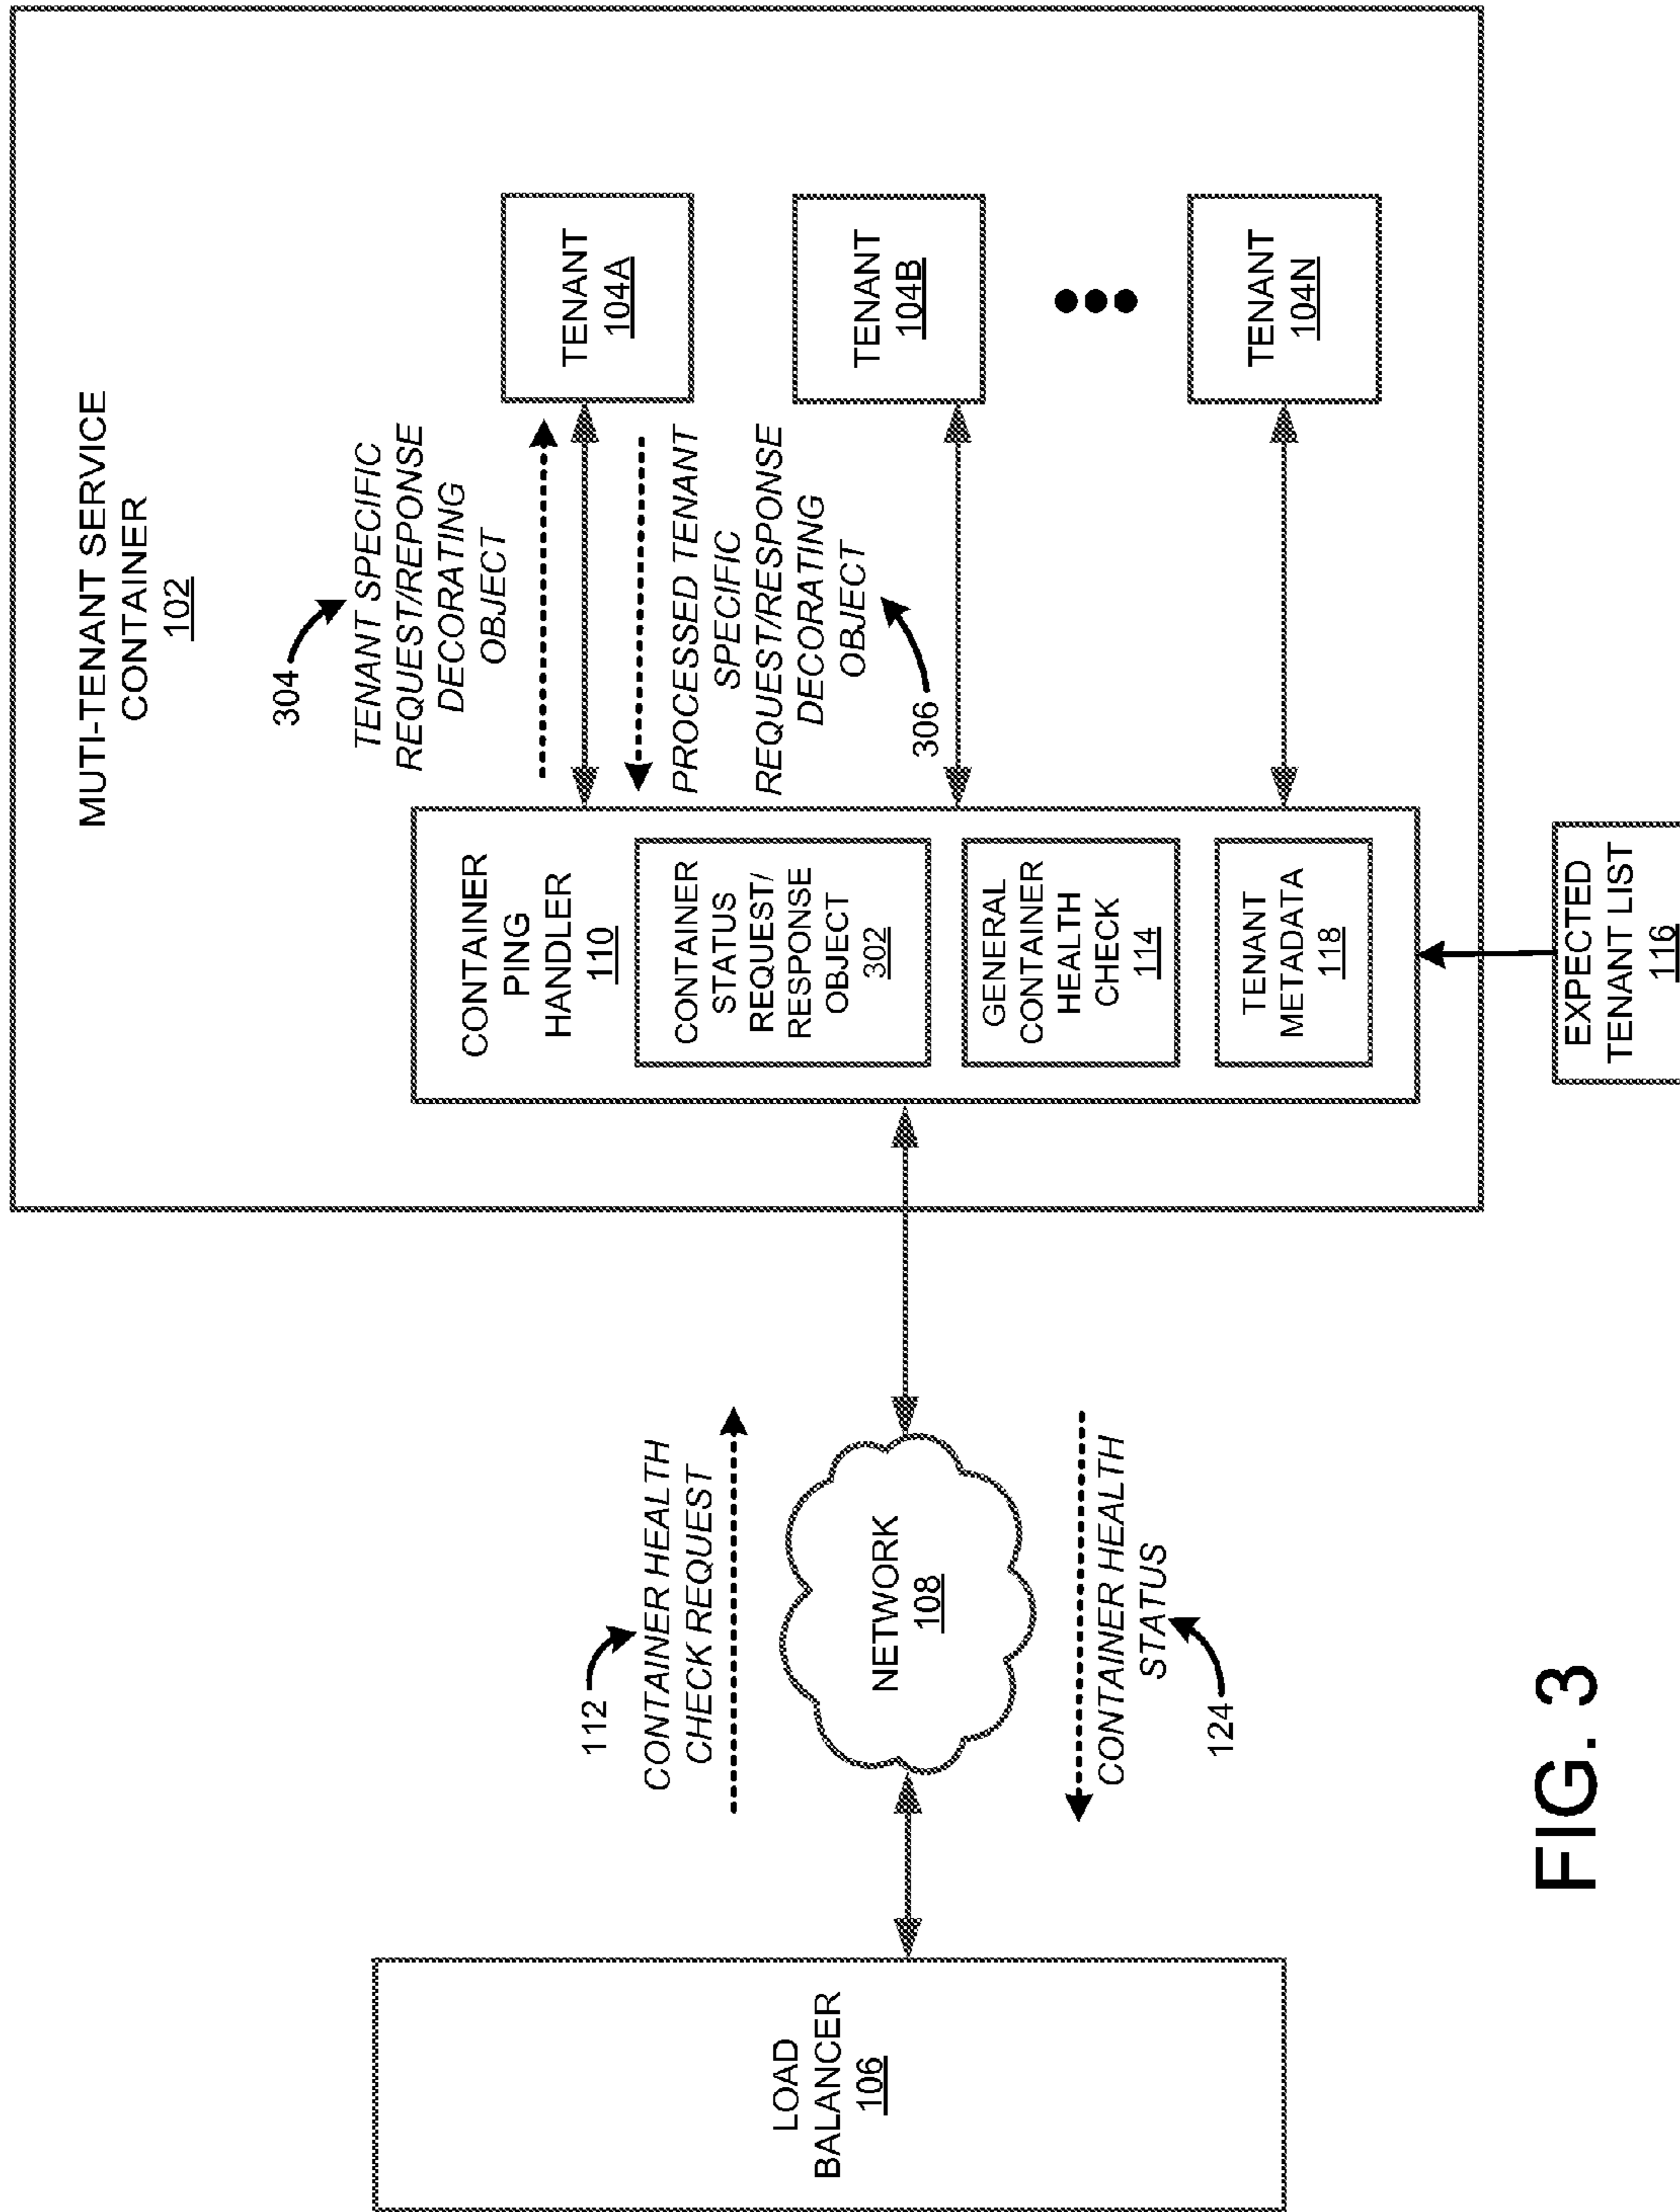 MUTI-TENANT SERVICE
CONTAINER
102
304
TENANT SPECIFIC
REQUEST/REPONSE
DECORATING
OBJECT
TENANT
104A
PROCESSED TENANT
SPECIFIC
REQUEST/RESPONSE
DECORATING
OBJECT
306
TENANT
104B
TENANT
104N
CONTAINER
PING
HANDLER
110
CONTAINER
STATUS
REQUEST/
RESPONSE
OBJECT
302
GENERAL
CONTAINER
HEALTH
CHECK
114
TENANT
METADATA
118
EXPECTED
TENANT LIST
116
112
CONTAINER HEALTH
CHECK REQUEST
NETWORK
108
CONTAINER HEALTH
STATUS
124
LOAD
BALANCER
106
FIG. 3